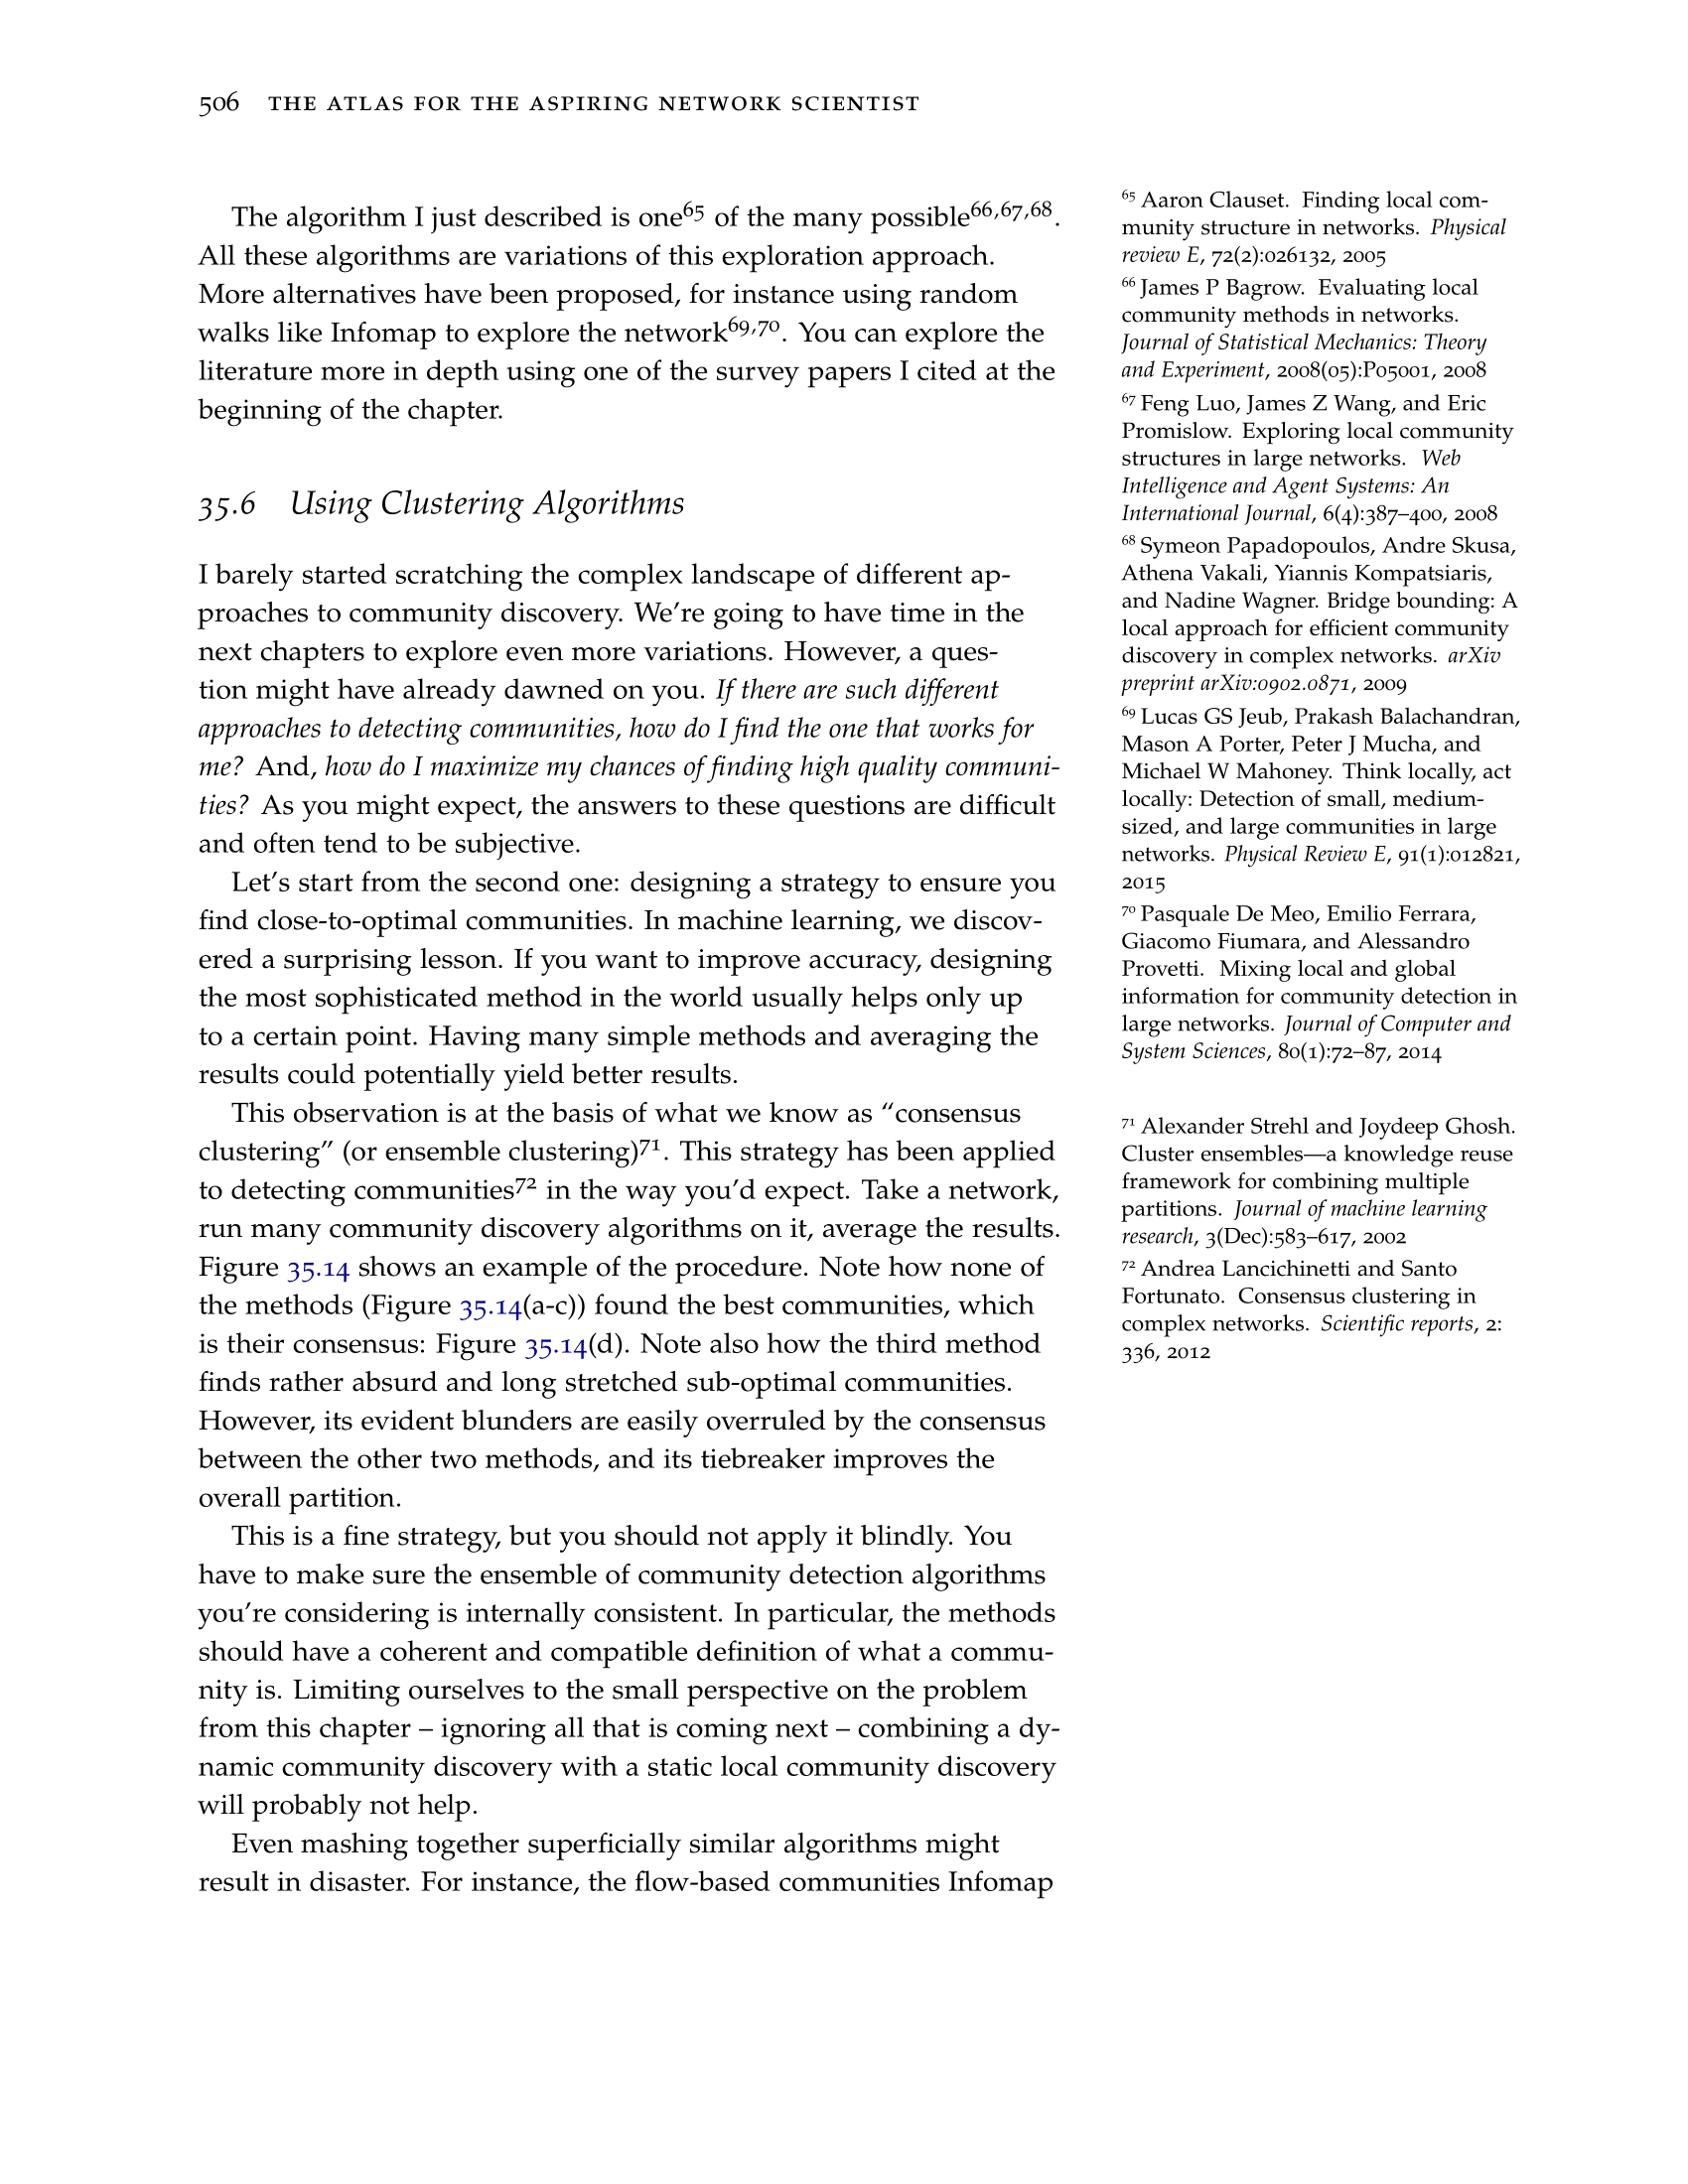 506 THE ATLAS FOR THE ASPIRING NETWORK SCIENTIST
The algorithm I just described is one65 of the many possible66,67,68.
All these algorithms are variations of this exploration approach.
More alternatives have been proposed, for instance using random
walks like Infomap to explore the network69,70. You can explore the
literature more in depth using one of the survey papers I cited at the
beginning of the chapter.
35.6 Using Clustering Algorithms
I barely started scratching the complex landscape of different ap-
proaches to community discovery. We're going to have time in the
next chapters to explore even more variations. However, a ques-
tion might have already dawned on you. If there are such different
approaches to detecting communities, how do I find the one that works for
me? And, how do I maximize my chances of finding high quality communi-
ties? As you might expect, the answers to these questions are difficult
and often tend to be subjective.
Let's start from the second one: designing a strategy to ensure you
find close-to-optimal communities. In machine learning, we discov-
ered a surprising lesson. If you want to improve accuracy, designing
the most sophisticated method in the world usually helps only up
to a certain point. Having many simple methods and averaging the
results could potentially yield better results.
This observation is at the basis of what we know as “consensus
clustering” (or ensemble clustering)71. This strategy has been applied
to detecting communities72 in the way you'd expect. Take a network,
run many community discovery algorithms on it, average the results.
Figure 35.14 shows an example of the procedure. Note how none of
the methods (Figure 35.14(a-c)) found the best communities, which
is their consensus: Figure 35.14(d). Note also how the third method
finds rather absurd and long stretched sub-optimal communities.
However, its evident blunders are easily overruled by the consensus
between the other two methods, and its tiebreaker improves the
overall partition.
This is a fine strategy, but you should not apply it blindly. You
have to make sure the ensemble of community detection algorithms
you're considering is internally consistent. In particular, the methods
should have a coherent and compatible definition of what a commu-
nity is. Limiting ourselves to the small perspective on the problem
from this chapter – ignoring all that is coming next – combining a dy-
namic community discovery with a static local community discovery
will probably not help.
Even mashing together superficially similar algorithms might
result in disaster. For instance, the flow-based communities Infomap
65 Aaron Clauset. Finding local com-
munity structure in networks. Physical
review E, 72(2):026132, 2005
66 James P Bagrow. Evaluating local
community methods in networks.
Journal of Statistical Mechanics: Theory
and Experiment, 2008(05):P05001, 2008
67 Feng Luo, James Z Wang, and Eric
Promislow. Exploring local community
structures in large networks. Web
Intelligence and Agent Systems: An
International Journal, 6(4):387–400, 2008
68 Symeon Papadopoulos, Andre Skusa,
Athena Vakali, Yiannis Kompatsiaris,
and Nadine Wagner. Bridge bounding: A
local approach for efficient community
discovery in complex networks. arXiv
preprint arXiv:0902.0871, 2009
69 Lucas GS Jeub, Prakash Balachandran,
Mason A Porter, Peter J Mucha, and
Michael W Mahoney. Think locally, act
locally: Detection of small, medium-
sized, and large communities in large
networks. Physical Review E, 91(1):012821,
2015
70 Pasquale De Meo, Emilio Ferrara,
Giacomo Fiumara, and Alessandro
Provetti. Mixing local and global
information for community detection in
large networks. Journal of Computer and
System Sciences, 80(1):72–87, 2014
71 Alexander Strehl and Joydeep Ghosh.
Cluster ensembles—a knowledge reuse
framework for combining multiple
partitions. Journal of machine learning
research, 3(Dec):583–617, 2002
72 Andrea Lancichinetti and Santo
Fortunato. Consensus clustering in
complex networks. Scientific reports, 2:
336, 2012